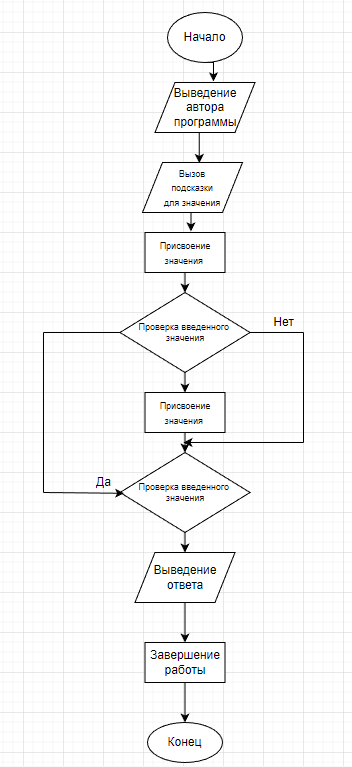 Начало
Выведение
автора
программы
Вызов
подсказки
для значения
Присвоение
значения
Проверка введенного
значения
Нет
Присвоение
значения
Да
Проверка введенного
значения
Выведение
ответа
Завершение
работы
Конец